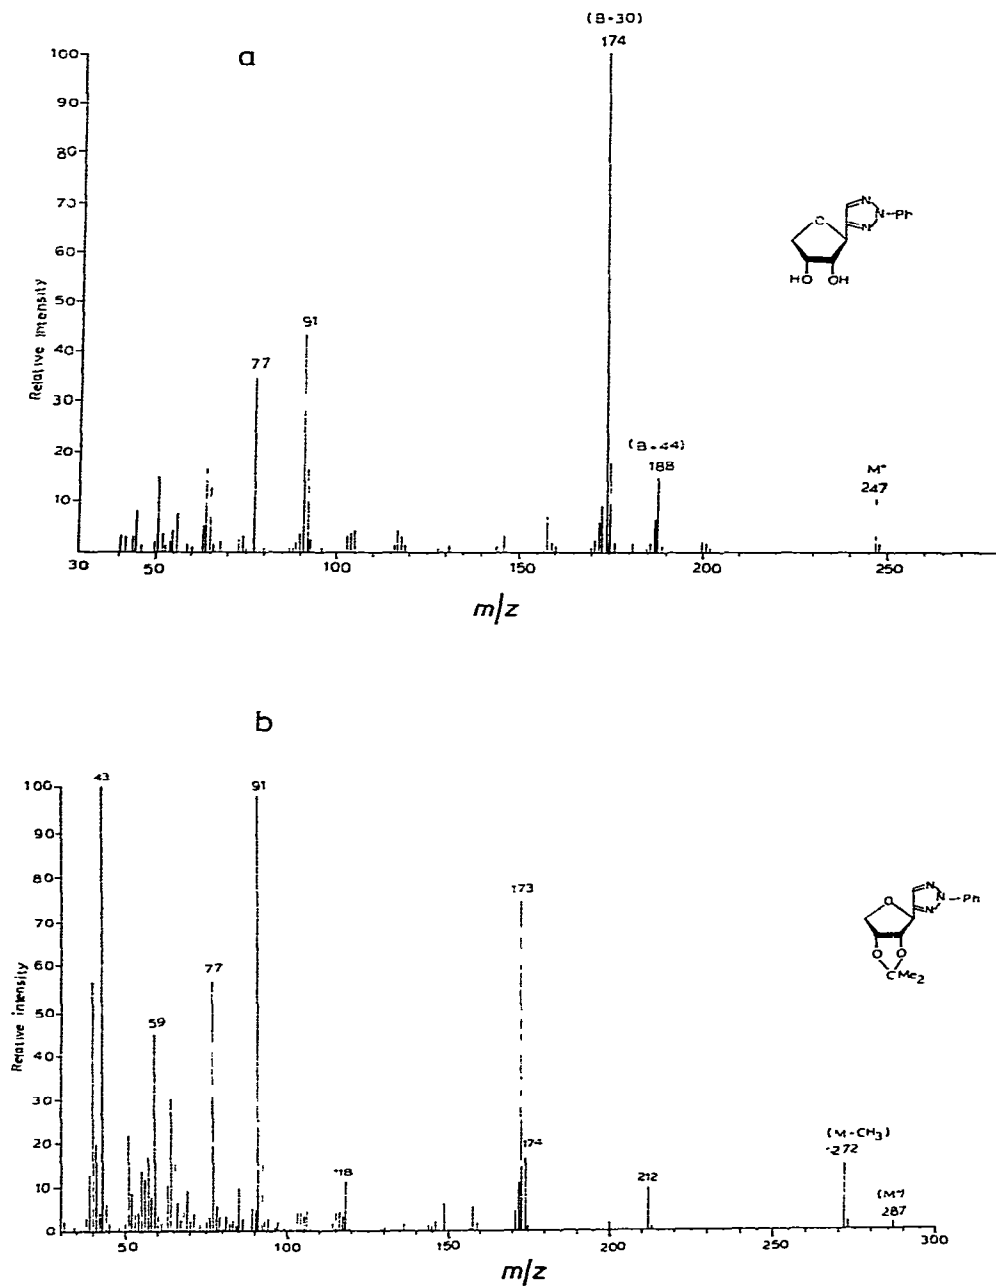 (B+30)
174
a
100
90
80
70
60
50
40
30
20
10
Relative intensity
77
91
(B+44)
188
M+
247
N
N-Ph
N
O
HO OH
30 50 100 150 200 250
m/z
b
100
90
80
70
60
50
40
30
20
10
0
Relative intensity
43
91
173
77
59
118
174
212
(M-CH3)
272
(M+)
287
N
N-Ph
N
O
O O
CMe2
50 100 150 200 250 300
m/z